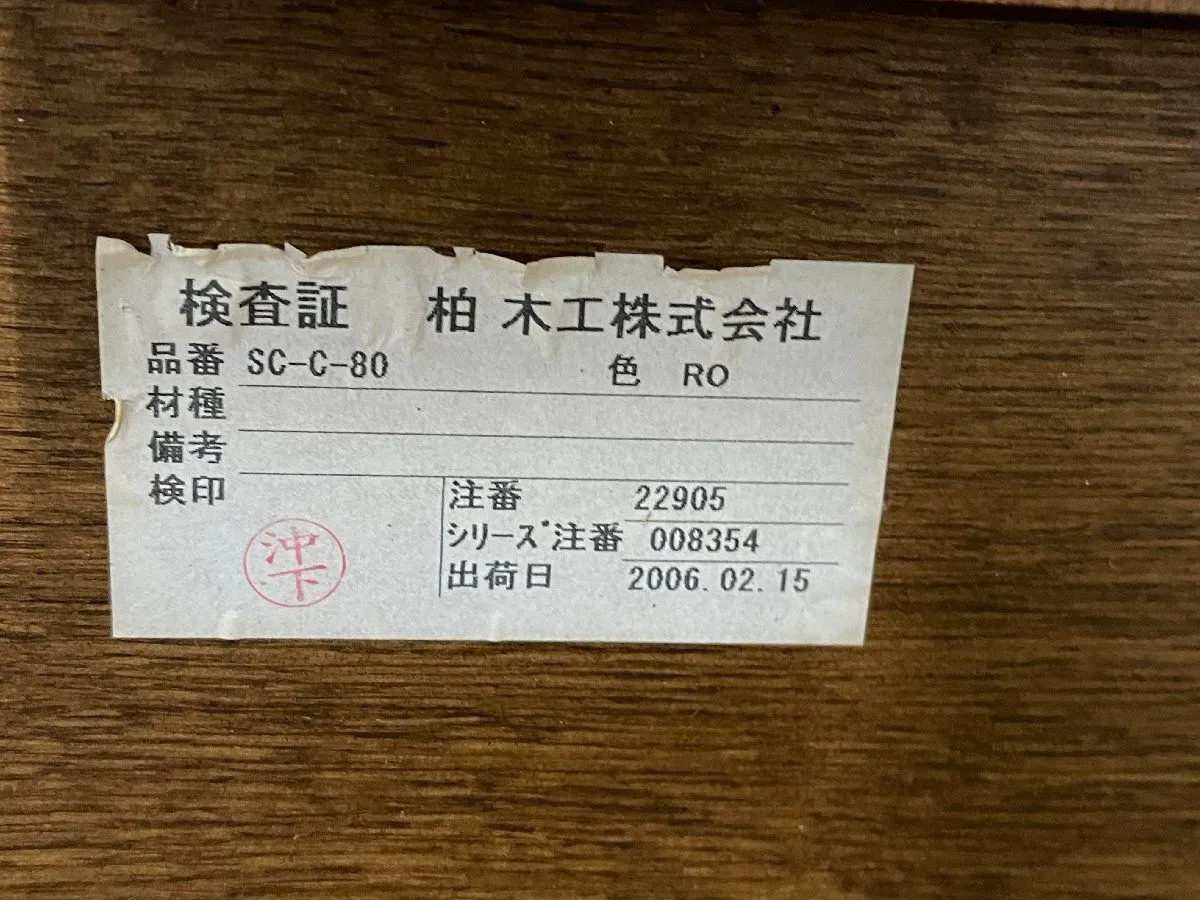 検査証 柏木工株式会社
品番 SC-C-80 色 RO
材種
備考
検印
注番 22905
シリーズ注番 008354
出荷日 2006.02.15
沖下